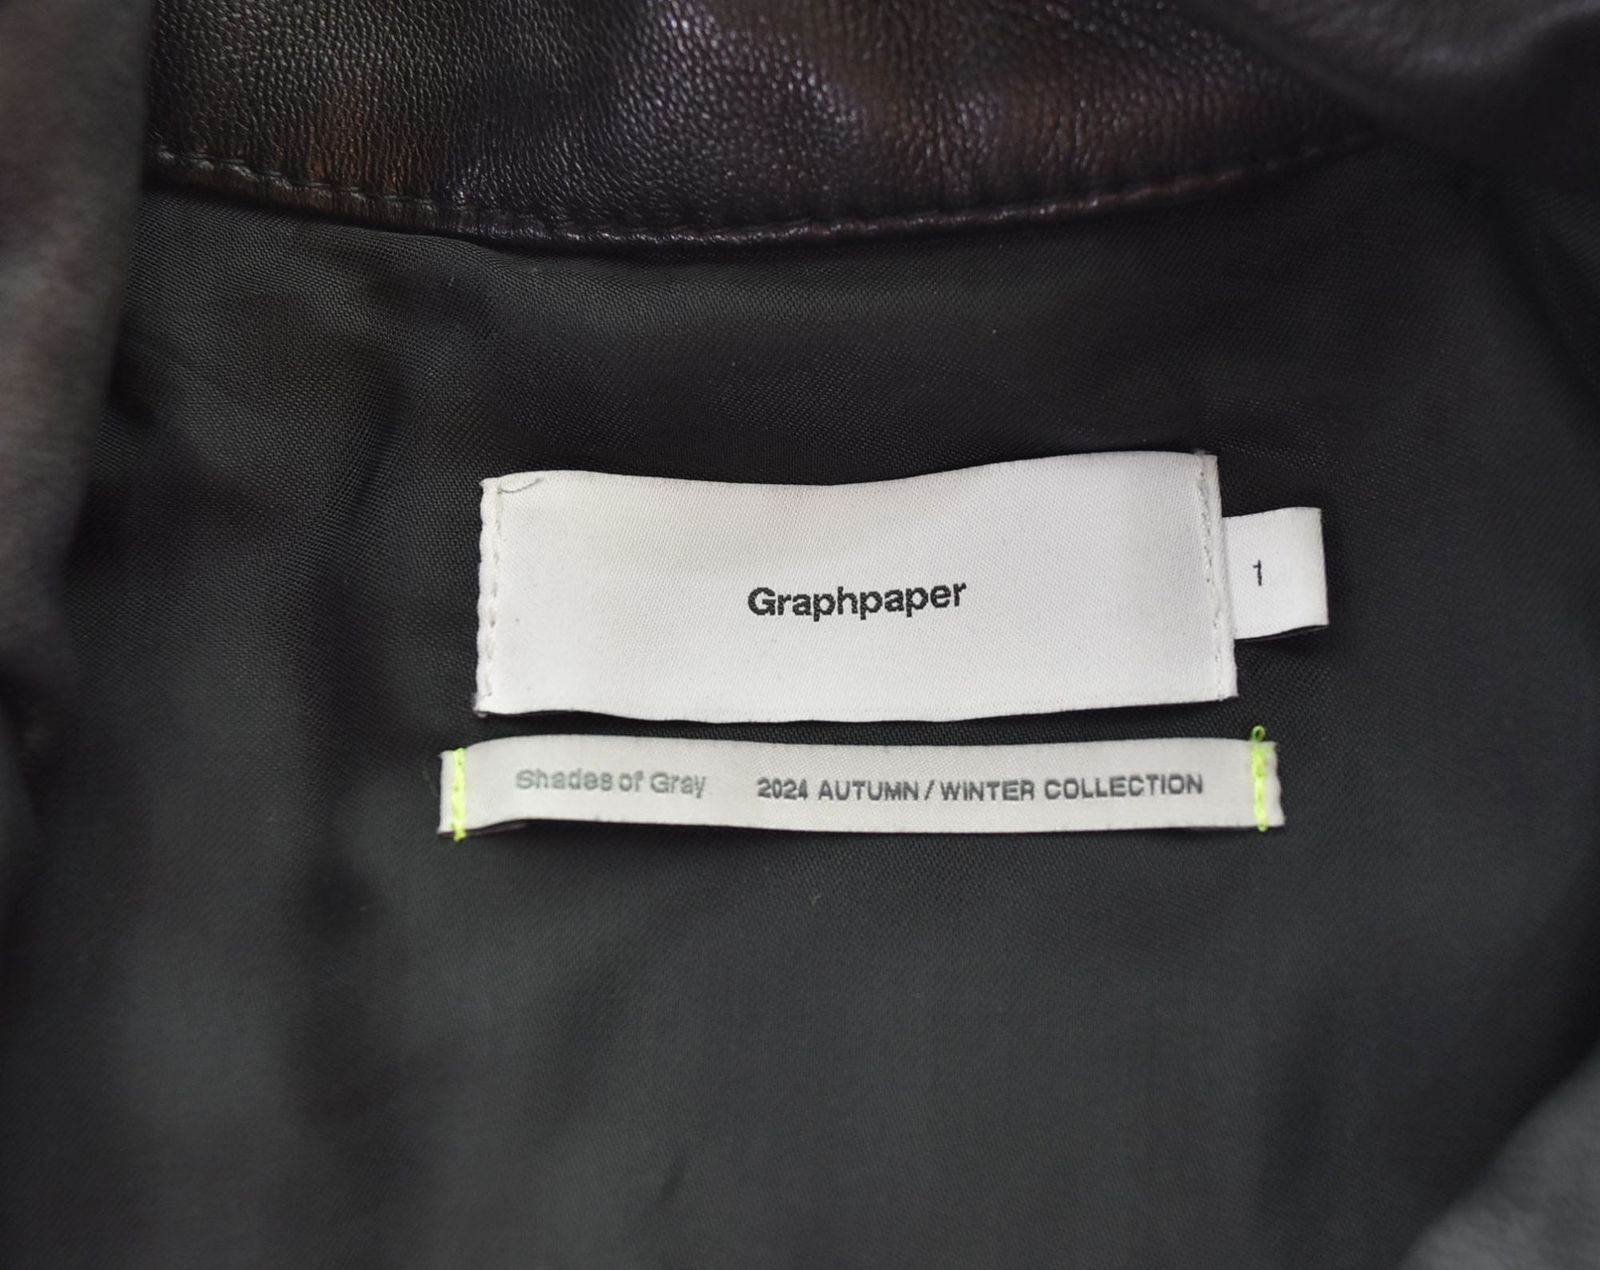 Graphpaper
1
Shades of Gray 2024 AUTUMN / WINTER COLLECTION